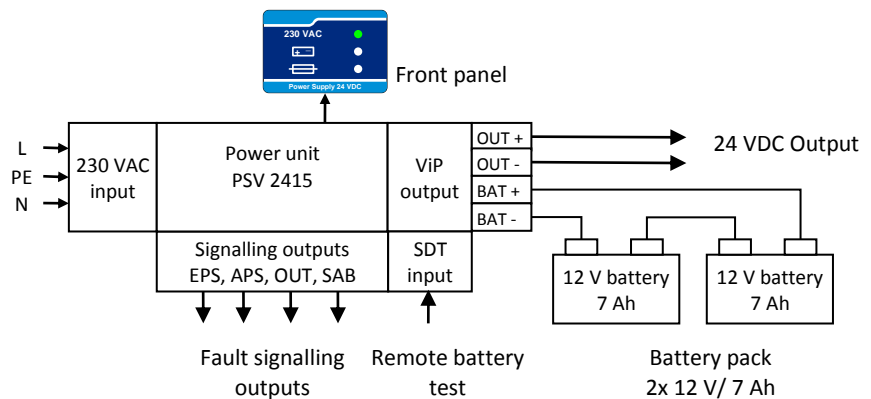 230 VAC
+ -
Power Supply 24 VDC
Front panel
L
PE
N
230 VAC
input
Power unit
PSV 2415
ViP
output
OUT +
OUT -
BAT +
BAT -
24 VDC Output
Signalling outputs
EPS, APS, OUT, SAB
SDT
input
12 V battery
7 Ah
12 V battery
7 Ah
Fault signalling
outputs
Remote battery
test
Battery pack
2x 12 V/ 7 Ah